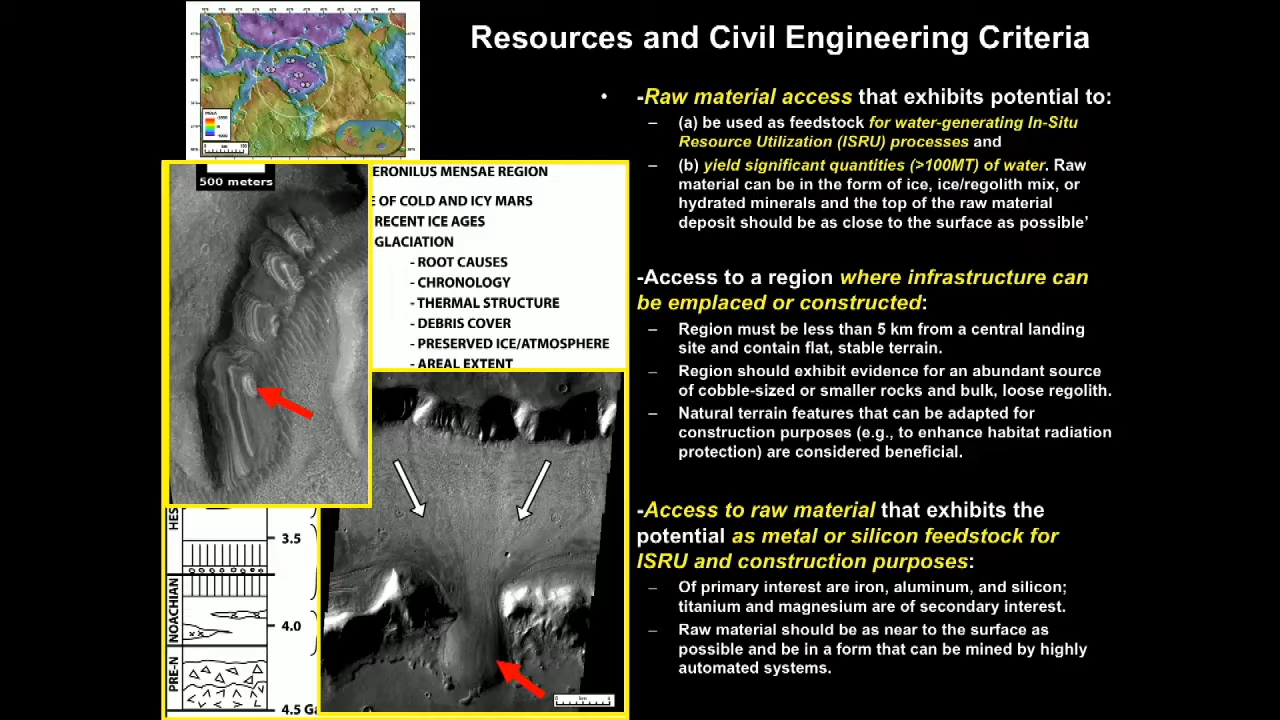 Resources and Civil Engineering Criteria
• -Raw material access that exhibits potential to:
– (a) be used as feedstock for water-generating In-Situ
Resource Utilization (ISRU) processes and
– (b) yield significant quantities (>100MT) of water. Raw
material can be in the form of ice, ice/regolith mix, or
hydrated minerals and the top of the raw material
deposit should be as close to the surface as possible’
-Access to a region where infrastructure can
be emplaced or constructed:
– Region must be less than 5 km from a central landing
site and contain flat, stable terrain.
– Region should exhibit evidence for an abundant source
of cobble-sized or smaller rocks and bulk, loose regolith.
– Natural terrain features that can be adapted for
construction purposes (e.g., to enhance habitat radiation
protection) are considered beneficial.
-Access to raw material that exhibits the
potential as metal or silicon feedstock for
ISRU and construction purposes:
– Of primary interest are iron, aluminum, and silicon;
titanium and magnesium are of secondary interest.
– Raw material should be as near to the surface as
possible and be in a form that can be mined by highly
automated systems.
500 meters
ERONILUS MENSAE REGION
E OF COLD AND ICY MARS
RECENT ICE AGES
GLACIATION
- ROOT CAUSES
- CHRONOLOGY
- THERMAL STRUCTURE
- DEBRIS COVER
- PRESERVED ICE/ATMOSPHERE
- AREAL EXTENT
HES
3.5
NOACHIAN
4.0
PRE-N
4.5 G
km